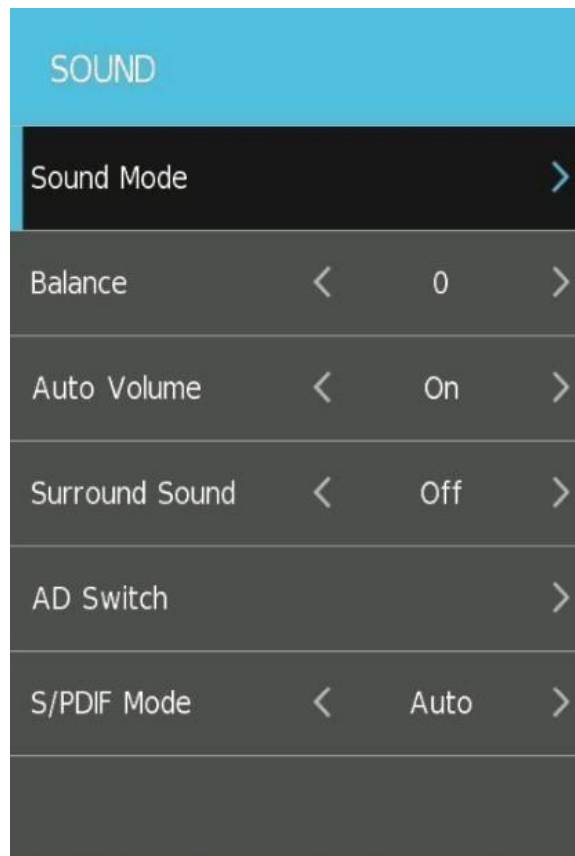 SOUND
Sound Mode
Balance 0
Auto Volume On
Surround Sound Off
AD Switch
S/PDIF Mode Auto